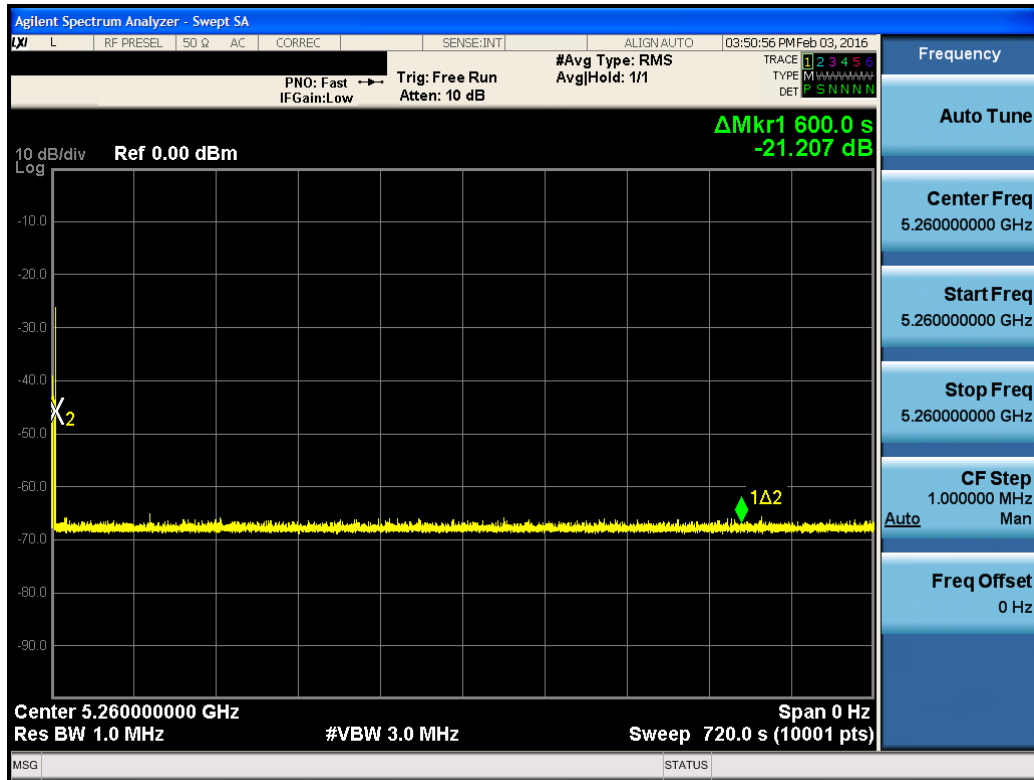 Agilent Spectrum Analyzer - Swept SA
LXI L RF PRESEL 50 Ω AC CORREC SENSE:INT ALIGN AUTO 03:50:56 PM Feb 03, 2016
PNO: Fast
IFGain:Low
Trig: Free Run
Atten: 10 dB
#Avg Type: RMS
Avg|Hold: 1/1
TRACE 1 2 3 4 5 6
TYPE M
DET P S N N N N
ΔMkr1 600.0 s
-21.207 dB
10 dB/div Ref 0.00 dBm
Log
-10.0
-20.0
-30.0
-40.0
-50.0
-60.0
-70.0
-80.0
-90.0
2
1Δ2
Center 5.260000000 GHz Span 0 Hz
Res BW 1.0 MHz #VBW 3.0 MHz Sweep 720.0 s (10001 pts)
MSG STATUS
Frequency
Auto Tune
Center Freq
5.260000000 GHz
Start Freq
5.260000000 GHz
Stop Freq
5.260000000 GHz
CF Step
1.000000 MHz
Auto Man
Freq Offset
0 Hz